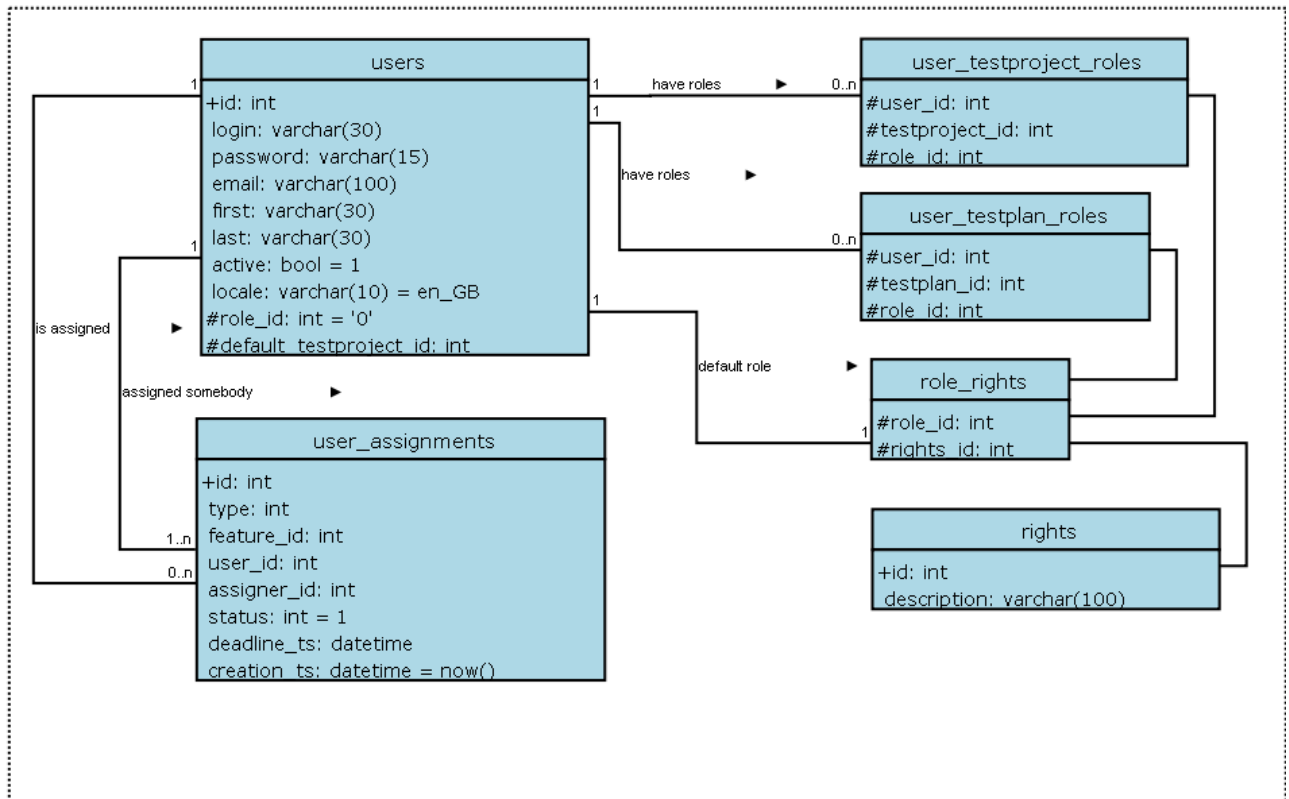 users
+id: int
login: varchar(30)
password: varchar(15)
email: varchar(100)
first: varchar(30)
last: varchar(30)
active: bool = 1
locale: varchar(10) = en_GB
#role_id: int = '0'
#default_testproject_id: int
1
1
1
1
1
have roles
0..n
have roles
0..n
default role
1
is assigned
assigned somebody
1..n
0..n
user_testproject_roles
#user_id: int
#testproject_id: int
#role_id: int
user_testplan_roles
#user_id: int
#testplan_id: int
#role_id: int
role_rights
#role_id: int
#rights_id: int
user_assignments
+id: int
type: int
feature_id: int
user_id: int
assigner_id: int
status: int = 1
deadline_ts: datetime
creation_ts: datetime = now()
rights
+id: int
description: varchar(100)